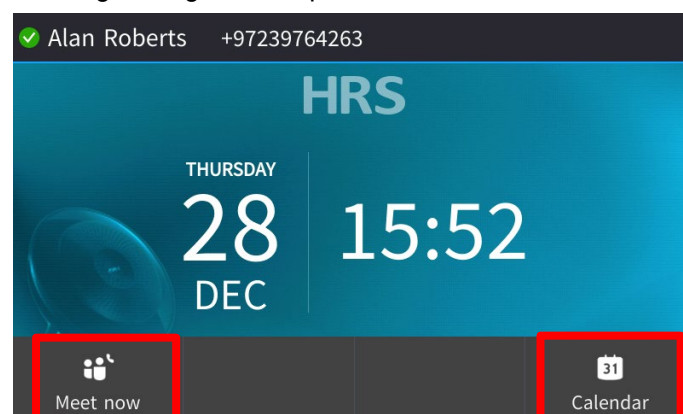 Alan Roberts +97239764263
HRS
THURSDAY
28
15:52
DEC
31
Meet now
Calendar